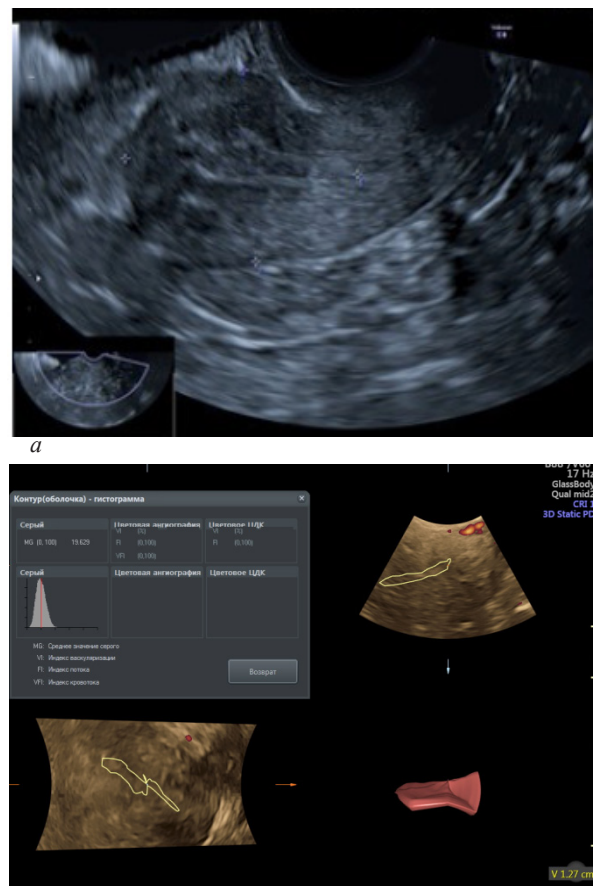 а
17 Hz
GlassBody
Qual mid2
CRI 1
3D Static PD
Контур(оболочка) - гистограмма
Серый
Цветовая ангиография
Цветовое ЦДК
MG (0, 100) 19.629
VI (%)
FI (0,100)
VFI (0,100)
VI (%)
FI (0,100)
Серый
Цветовая ангиография
Цветовое ЦДК
MG: Среднее значение серого
VI: Индекс васкуляризации
FI: Индекс потока
VFI: Индекс кровотока
Возврат
V 1.27 cm